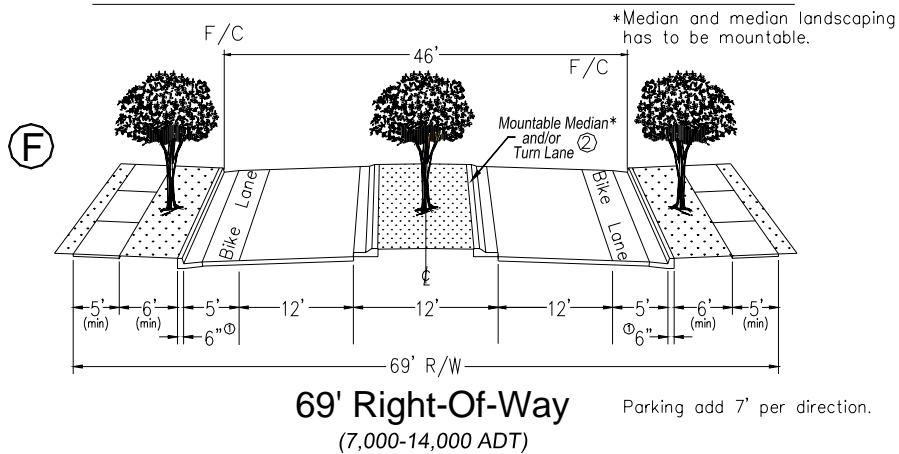 *Median and median landscaping
has to be mountable.
F/C
46'
F/C
F
Mountable Median*
and/or
Turn Lane ②
Bike Lane
Bike Lane
℄
5' 6' 5' 12' 12' 12' 5' 6' 5'
(min) (min) 6"① ①6" (min) (min)
69' R/W
69' Right-Of-Way
Parking add 7' per direction.
(7,000-14,000 ADT)